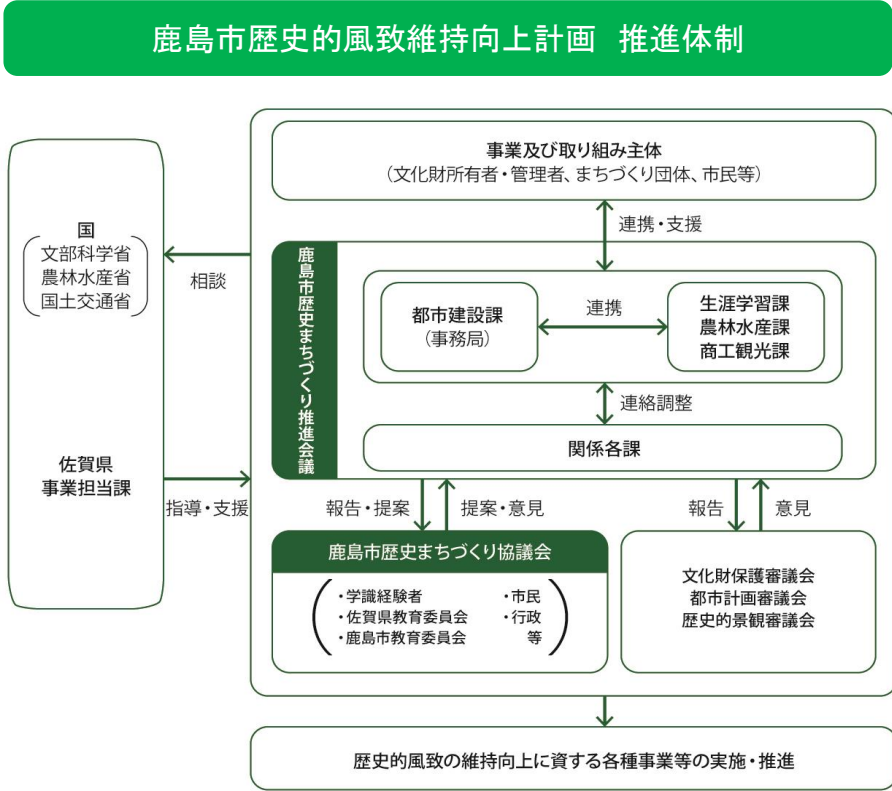 鹿島市歴史的風致維持向上計画　推進体制
事業及び取り組み主体
（文化財所有者・管理者、まちづくり団体、市民等）
連携・支援
国
文部科学省
農林水産省
国土交通省
相談
鹿島市歴史まちづくり推進会議
都市建設課
（事務局）
連携
生涯学習課
農林水産課
商工観光課
連絡調整
関係各課
佐賀県
事業担当課
指導・支援
報告・提案
提案・意見
報告
意見
鹿島市歴史まちづくり協議会
・学識経験者　・市民
・佐賀県教育委員会　・行政
・鹿島市教育委員会　等
文化財保護審議会
都市計画審議会
歴史的景観審議会
歴史的風致の維持向上に資する各種事業等の実施・推進